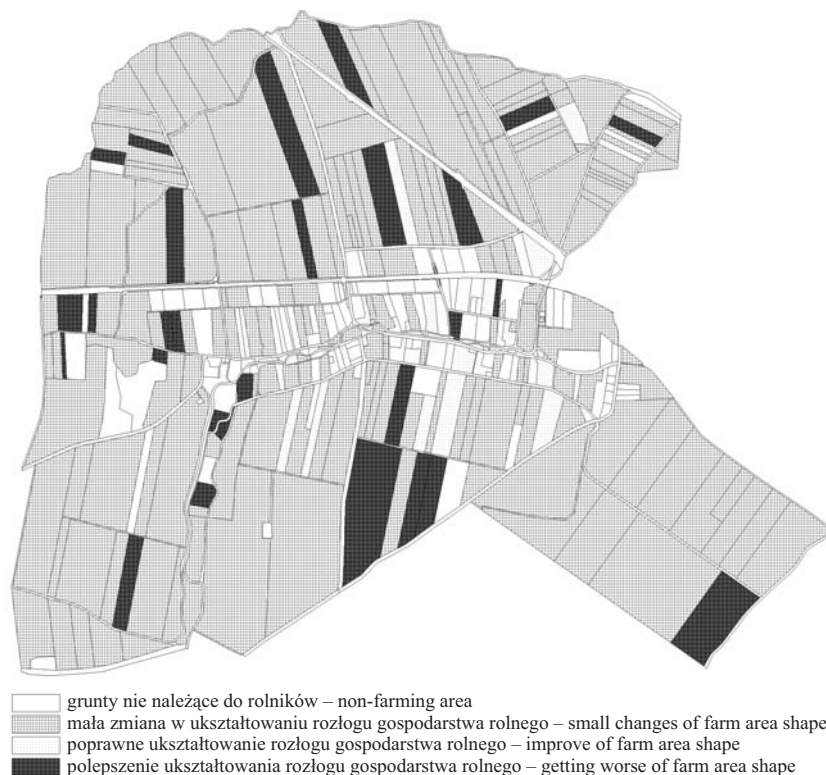 grunty nie należące do rolników – non-farming area
mała zmiana w ukształtowaniu rozłogu gospodarstwa rolnego – small changes of farm area shape
poprawne ukształtowanie rozłogu gospodarstwa rolnego – improve of farm area shape
polepszenie ukształtowania rozłogu gospodarstwa rolnego – getting worse of farm area shape